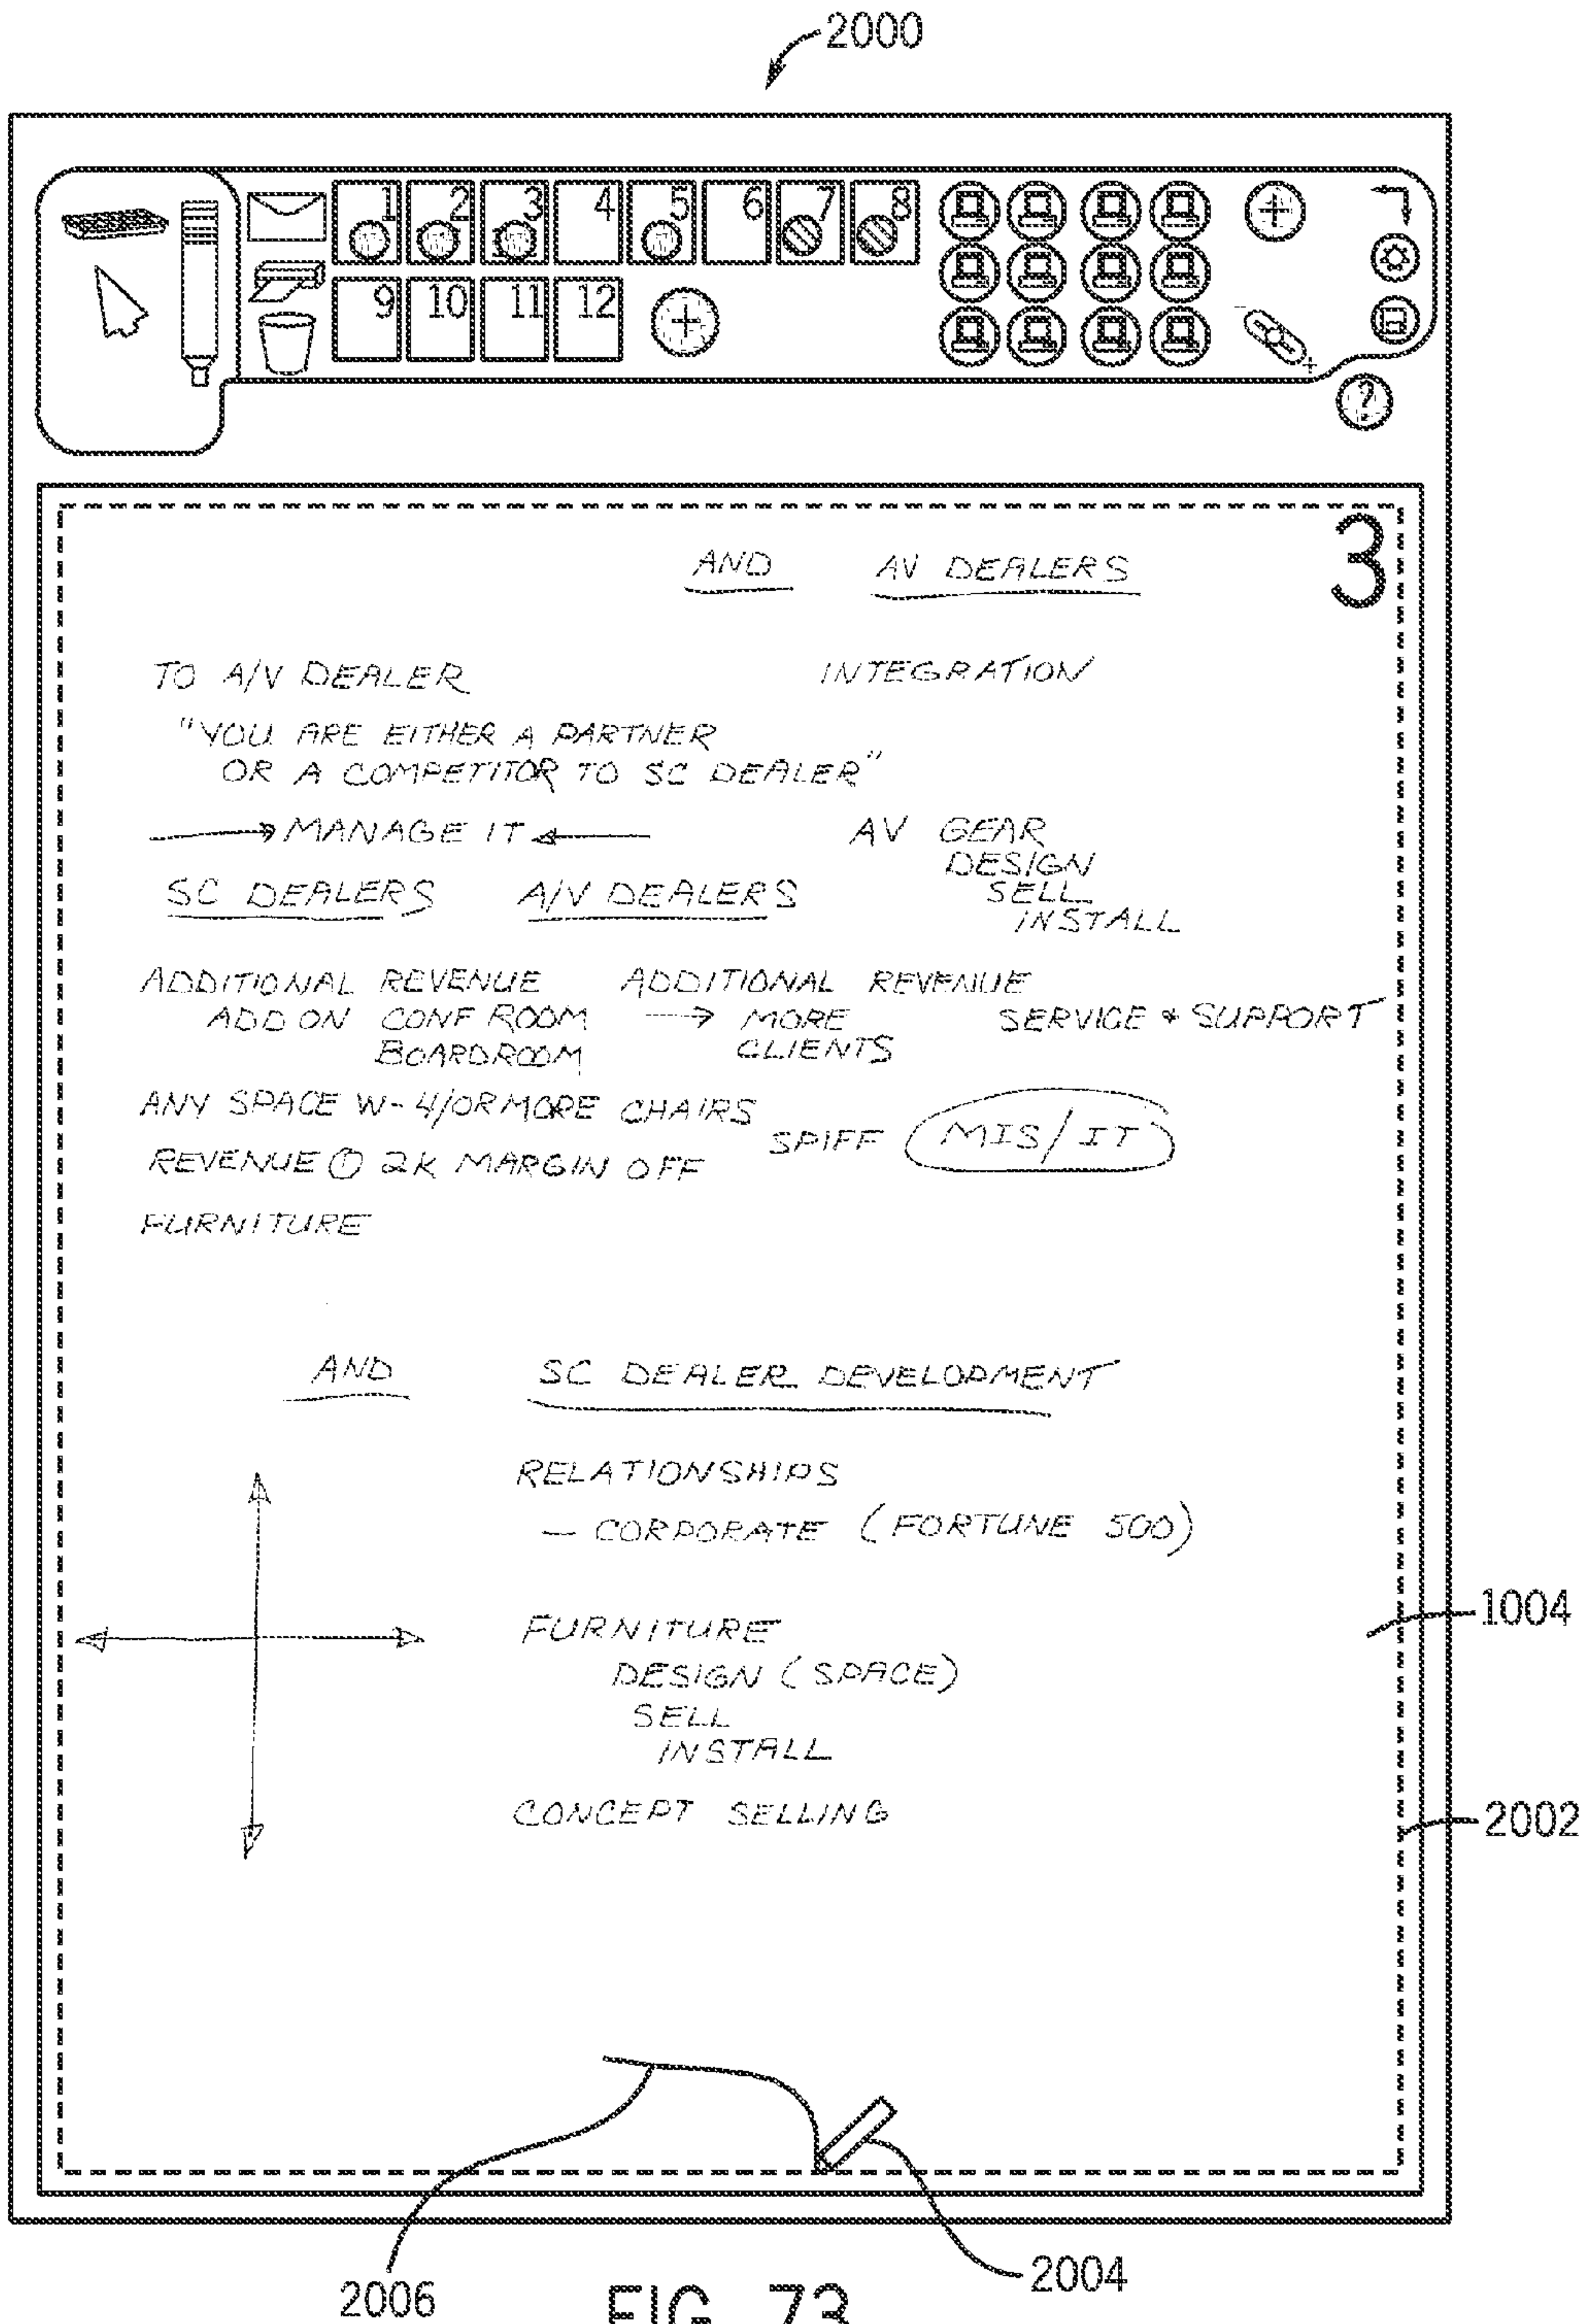 2000
1 2 3 4 5 6 7 8
9 10 11 12
?
3
AND AV DEALERS
TO A/V DEALER INTEGRATION
"YOU ARE EITHER A PARTNER
OR A COMPETITOR TO SC DEALER"
MANAGE IT AV GEAR
DESIGN
SC DEALERS A/V DEALERS SELL
INSTALL
ADDITIONAL REVENUE ADDITIONAL REVENUE
ADD ON CONF ROOM → MORE SERVICE & SUPPORT
BOARDROOM CLIENTS
ANY SPACE W- 4/OR MORE CHAIRS
SPIFF (MIS/IT)
REVENUE ① 2K MARGIN OFF
FURNITURE
AND SC DEALER DEVELOPMENT
RELATIONSHIPS
— CORPORATE (FORTUNE 500)
1004
FURNITURE
DESIGN (SPACE)
SELL
INSTALL
CONCEPT SELLING
2002
2004
2006
FIG. 73